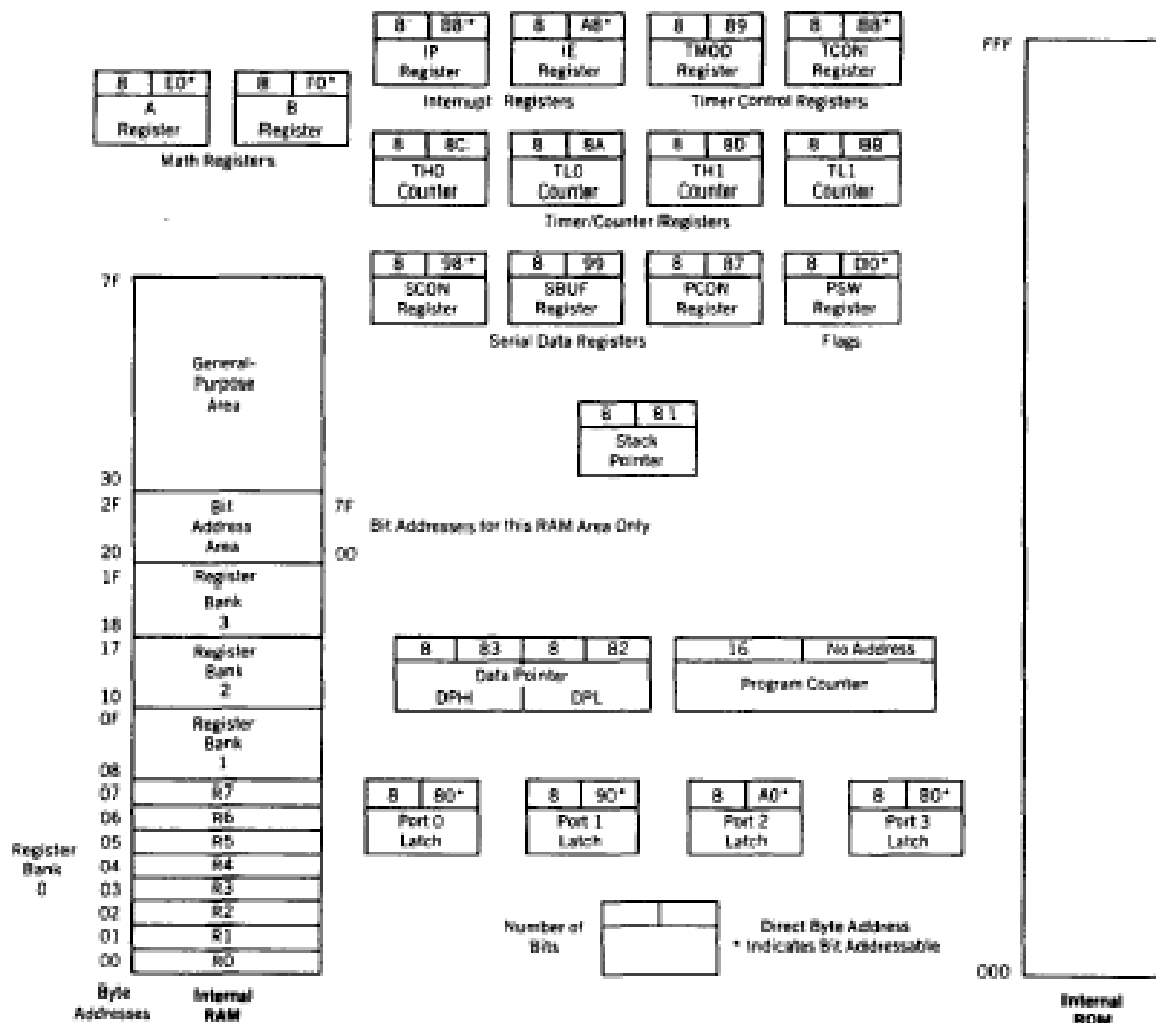 8 B8*
IP
Register
8 A8*
IE
Register
Interrupt Registers
8 89
TMOD
Register
8 88*
TCON
Register
Timer Control Registers
FFF
8 E0*
A
Register
8 F0*
B
Register
Math Registers
8 8C
TH0
Counter
8 8A
TL0
Counter
8 8D
TH1
Counter
8 8B
TL1
Counter
Timer/Counter Registers
8 98*
SCON
Register
8 99
SBUF
Register
8 87
PCON
Register
Serial Data Registers
8 D0*
PSW
Register
Flags
7F
General-
Purpose
Area
30
8 81
Stack
Pointer
2F
Bit
Address
Area
20
7F
00
Bit Addresses for this RAM Area Only
1F
Register
Bank
3
18
17
Register
Bank
2
10
0F
Register
Bank
1
08
8 83 8 82
Data Pointer
DPH DPL
16 No Address
Program Counter
07 R7
06 R6
05 R5
04 R4
03 R3
02 R2
01 R1
00 R0
Register
Bank
0
8 80*
Port 0
Latch
8 90*
Port 1
Latch
8 A0*
Port 2
Latch
8 B0*
Port 3
Latch
Number of
Bits
Direct Byte Address
* Indicates Bit Addressable
000
Byte
Addresses
Internal
RAM
Internal
ROM